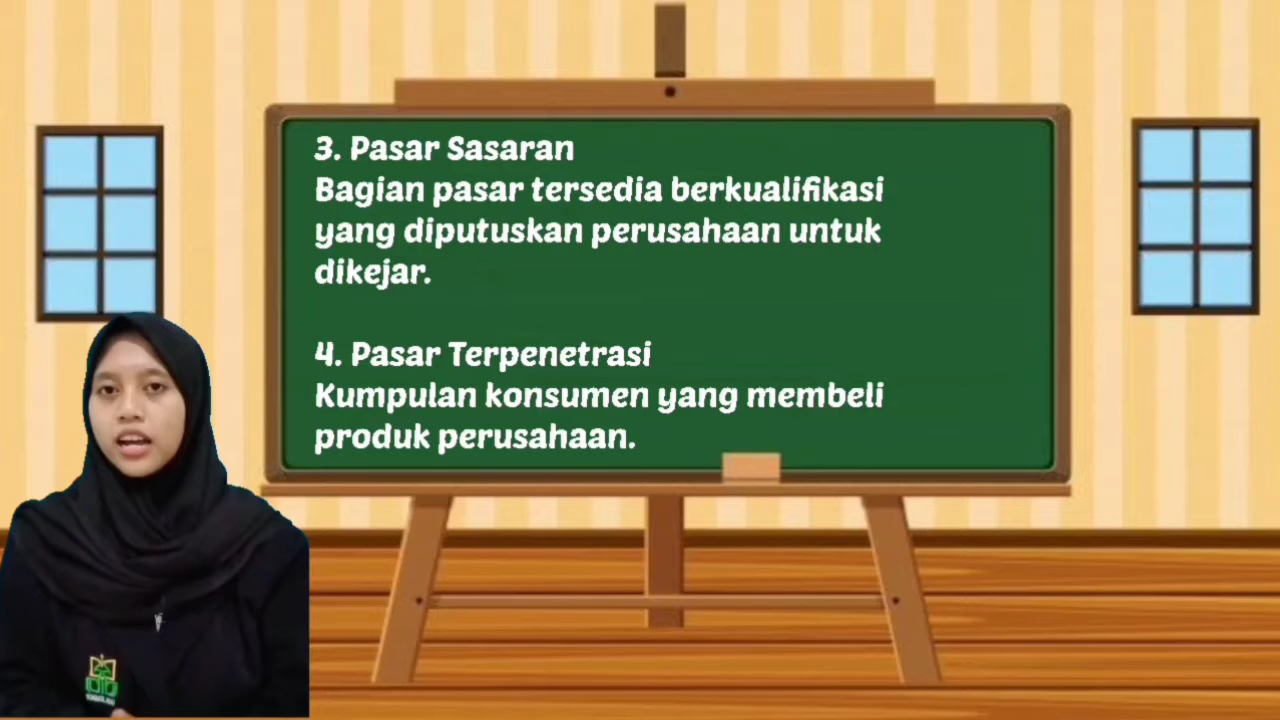 3. Pasar Sasaran
Bagian pasar tersedia berkualifikasi
yang diputuskan perusahaan untuk
dikejar.
4. Pasar Terpenetrasi
Kumpulan konsumen yang membeli
produk perusahaan.